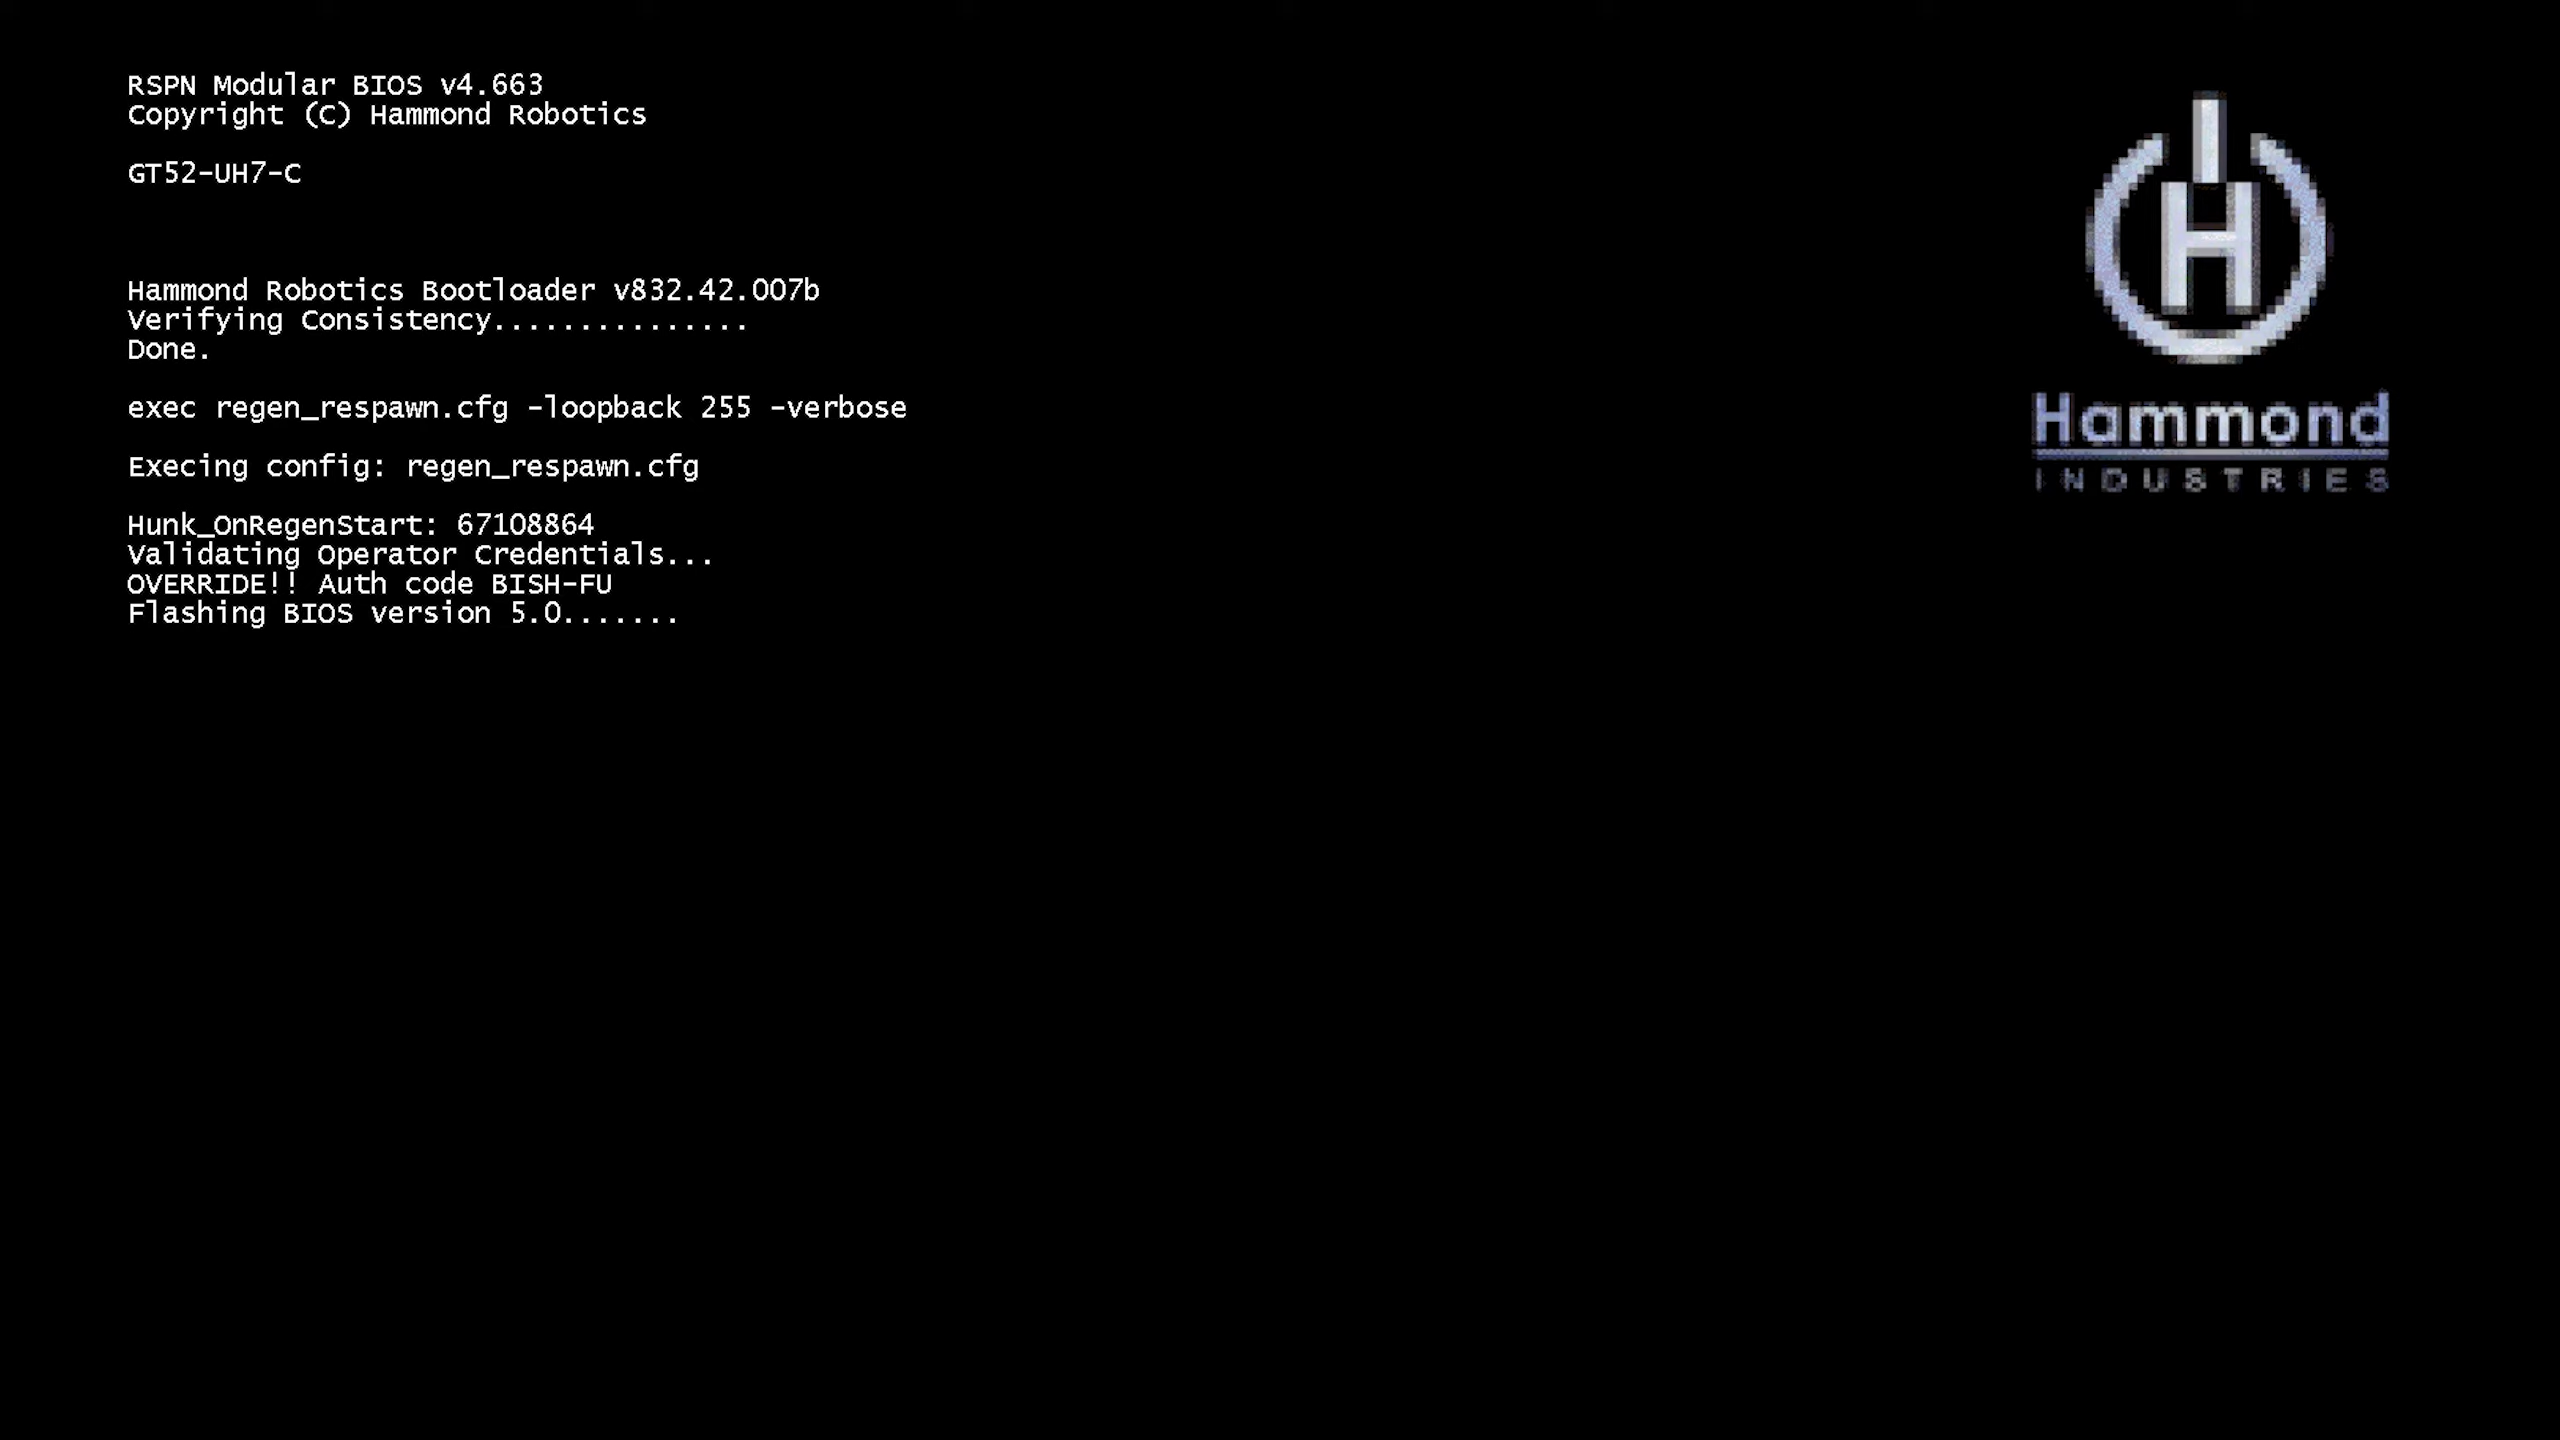 RSPN Modular BIOS v4.663
Copyright (C) Hammond Robotics
GT52-UH7-C
Hammond Robotics Bootloader v832.42.007b
Verifying Consistency...............
Done.
exec regen_respawn.cfg -loopback 255 -verbose
Execing config: regen_respawn.cfg
Hunk_OnRegenStart: 67108864
Validating Operator Credentials...
OVERRIDE!! Auth code BISH-FU
Flashing BIOS version 5.0.......
H
Hammond
INDUSTRIES